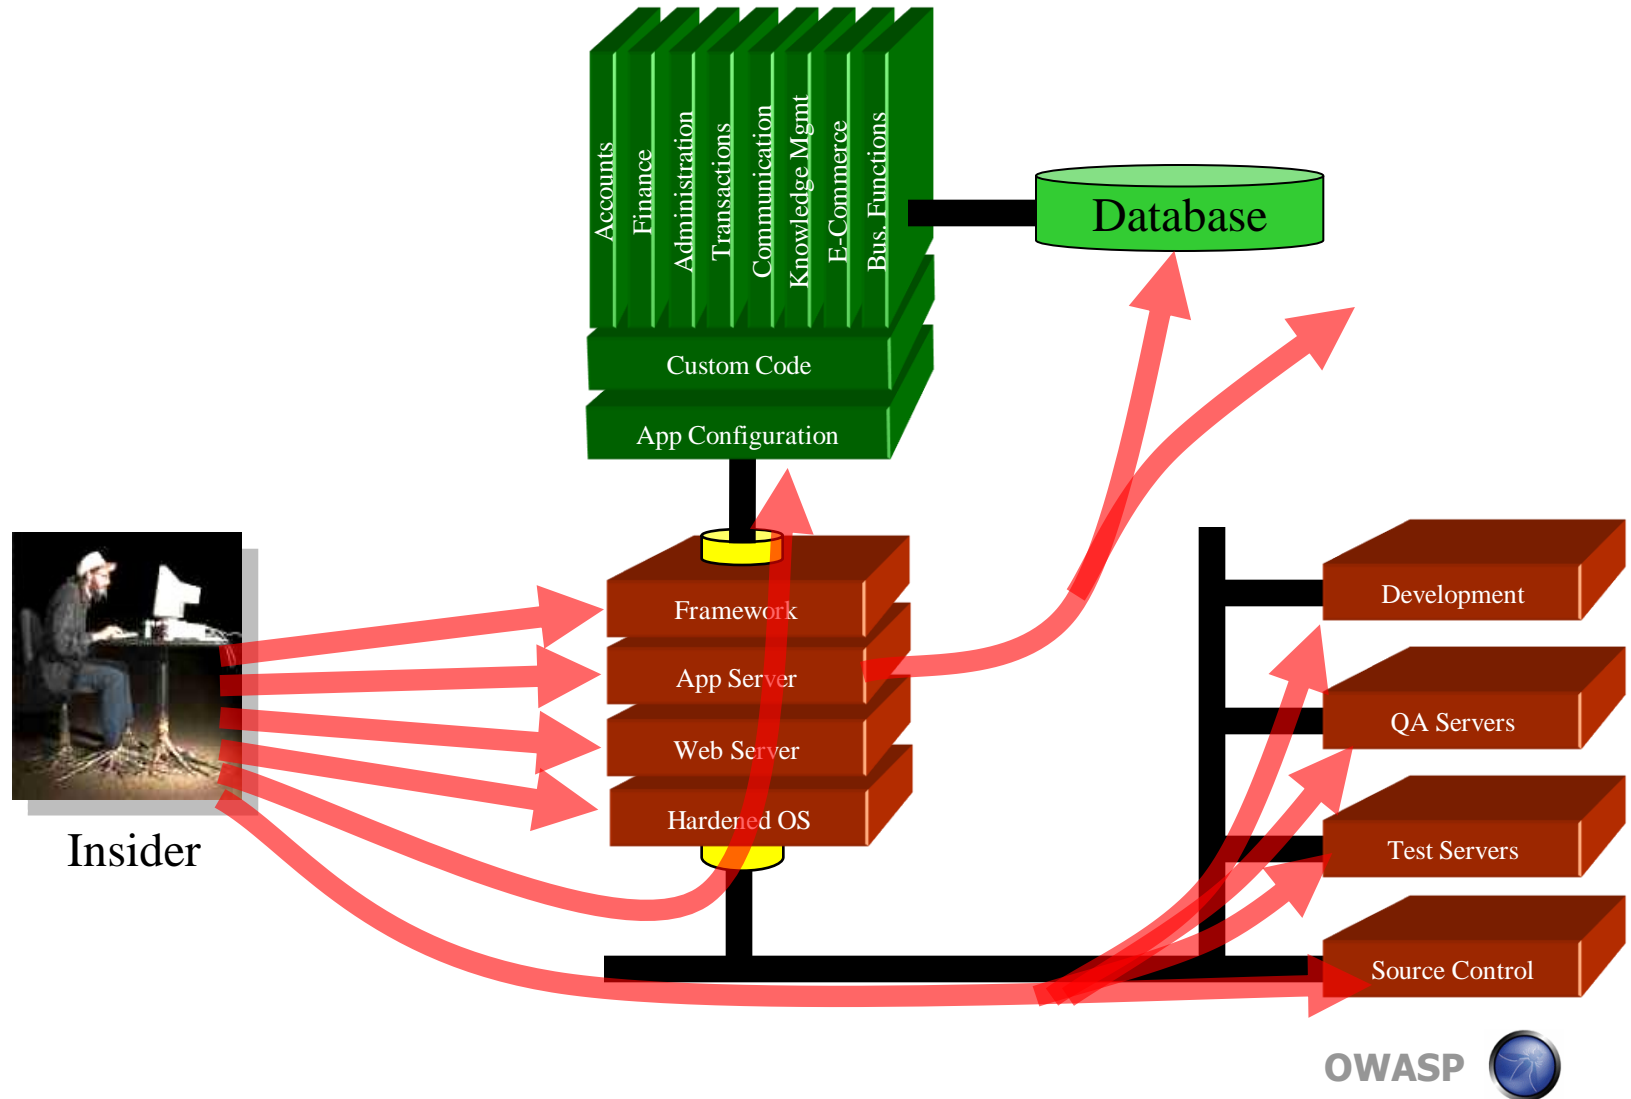 Accounts
Finance
Administration
Transactions
Communication
Knowledge Mgmt
E-Commerce
Bus. Functions
Database
Custom Code
App Configuration
Insider
Framework
App Server
Web Server
Hardened OS
Development
QA Servers
Test Servers
Source Control
OWASP